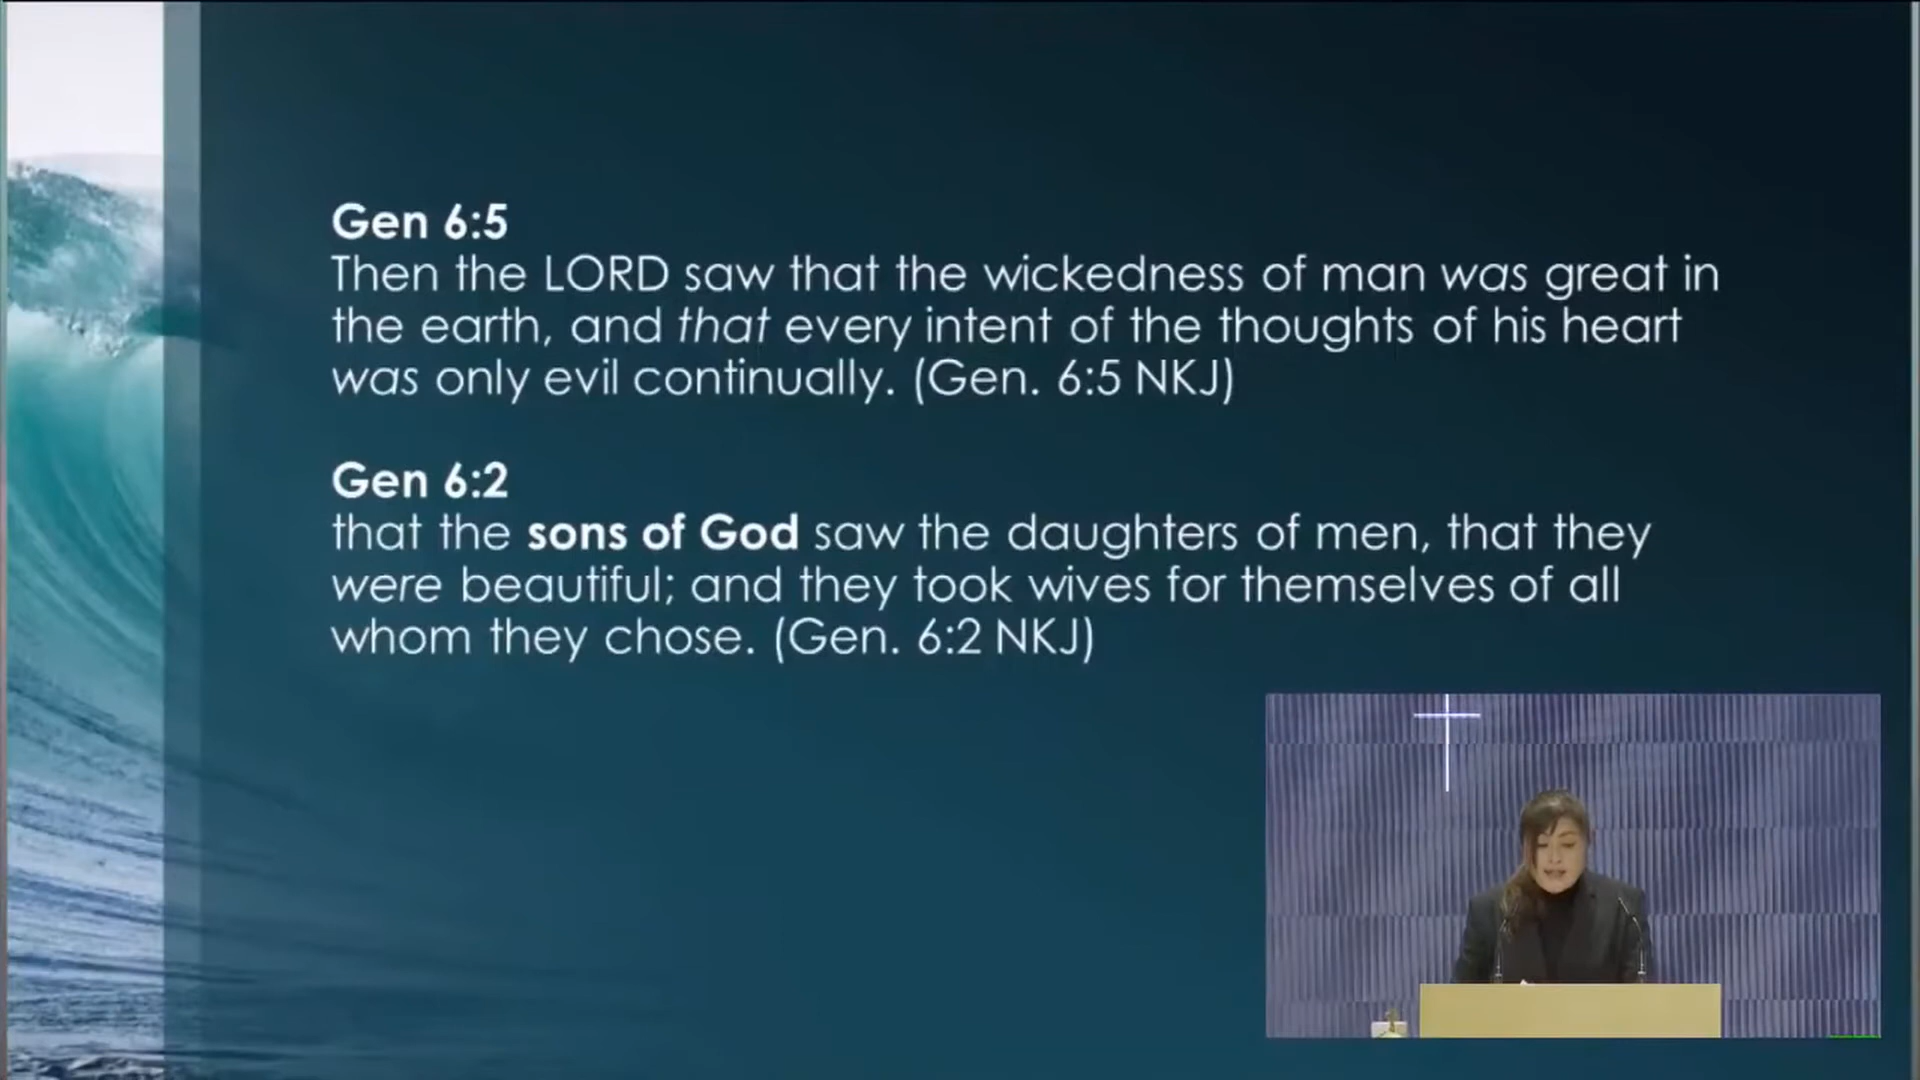 Gen 6:5
Then the LORD saw that the wickedness of man was great in
the earth, and that every intent of the thoughts of his heart
was only evil continually. (Gen. 6:5 NKJ)
Gen 6:2
that the sons of God saw the daughters of men, that they
were beautiful; and they took wives for themselves of all
whom they chose. (Gen. 6:2 NKJ)